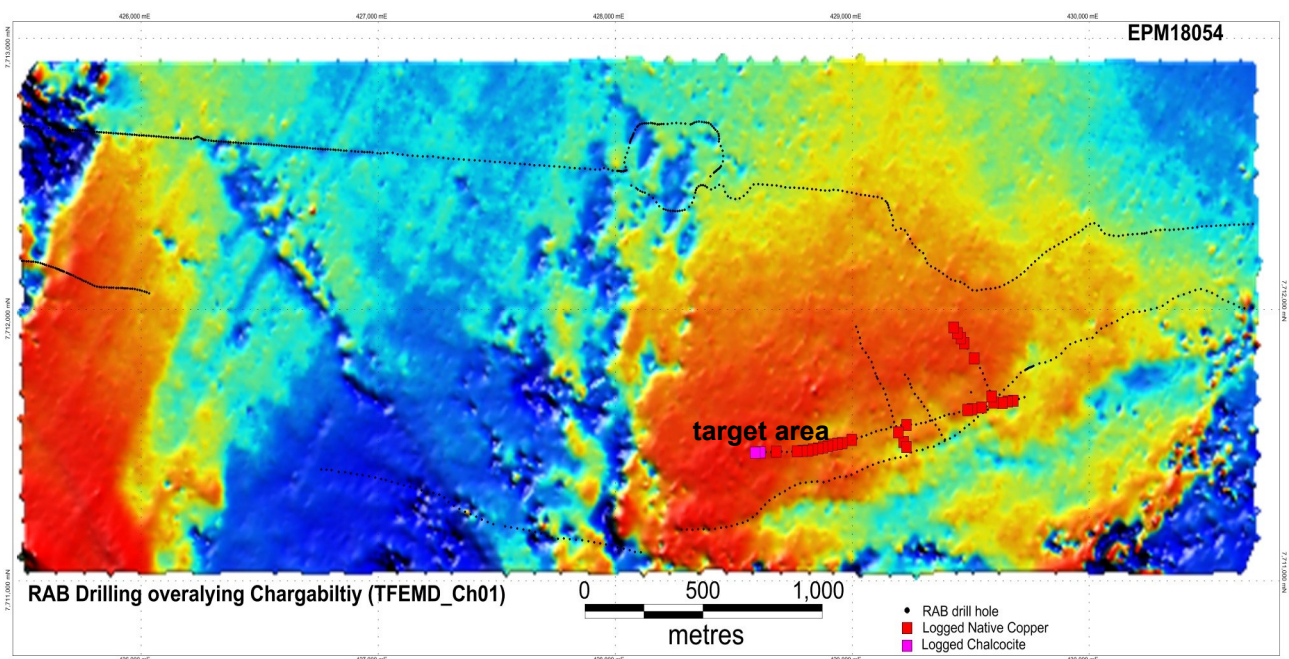 426,000 mE
427,000 mE
428,000 mE
429,000 mE
430,000 mE
EPM18054
7,713,000 mN
7,712,000 mN
7,712,000 mN
target area
7,711,000 mN
7,711,000 mN
RAB Drilling overalying Chargabiltiy (TFEMD_Ch01)
0 500 1,000
metres
RAB drill hole
Logged Native Copper
Logged Chalcocite